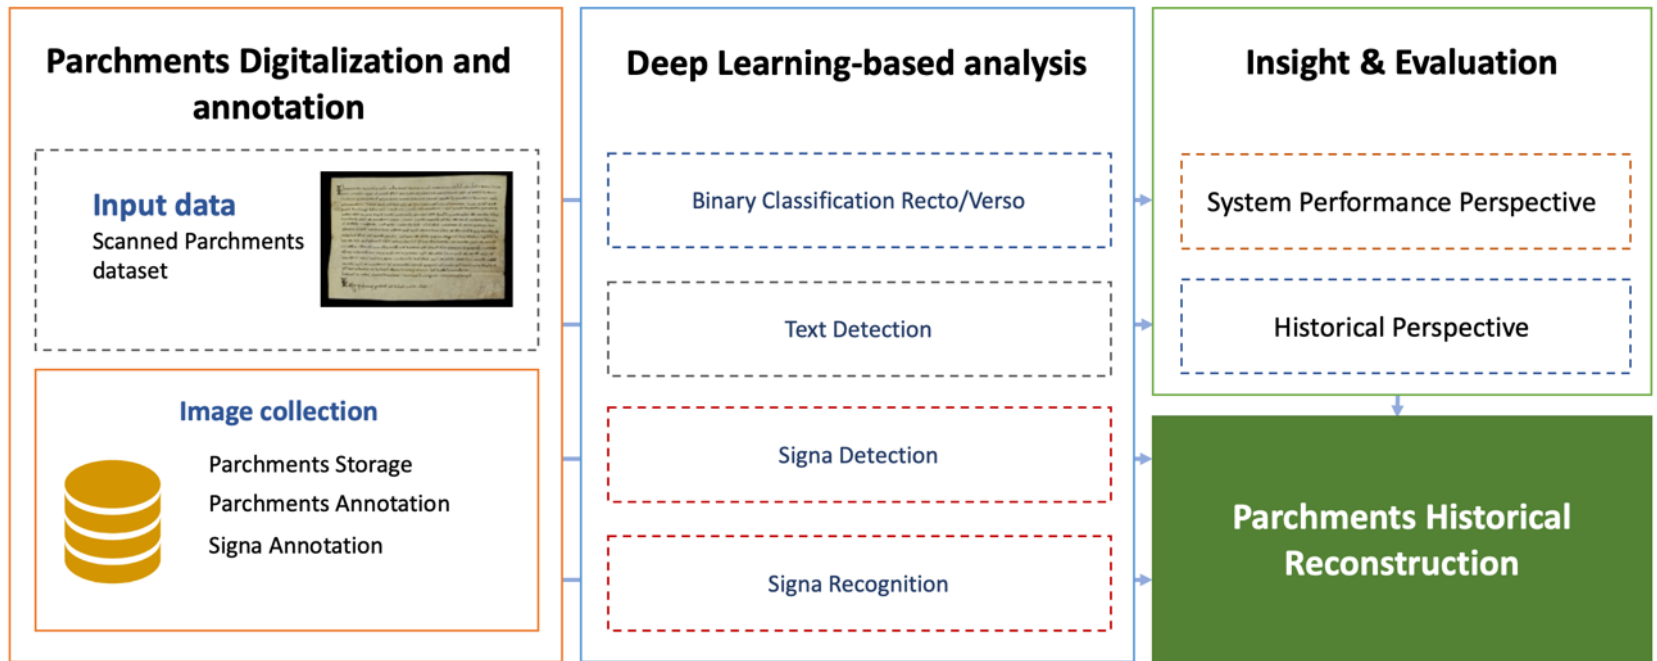 Parchments Digitalization and
annotation
Input data
Scanned Parchments
dataset
Image collection
Parchments Storage
Parchments Annotation
Signa Annotation
Deep Learning-based analysis
Binary Classification Recto/Verso
Text Detection
Signa Detection
Signa Recognition
Insight & Evaluation
System Performance Perspective
Historical Perspective
Parchments Historical
Reconstruction